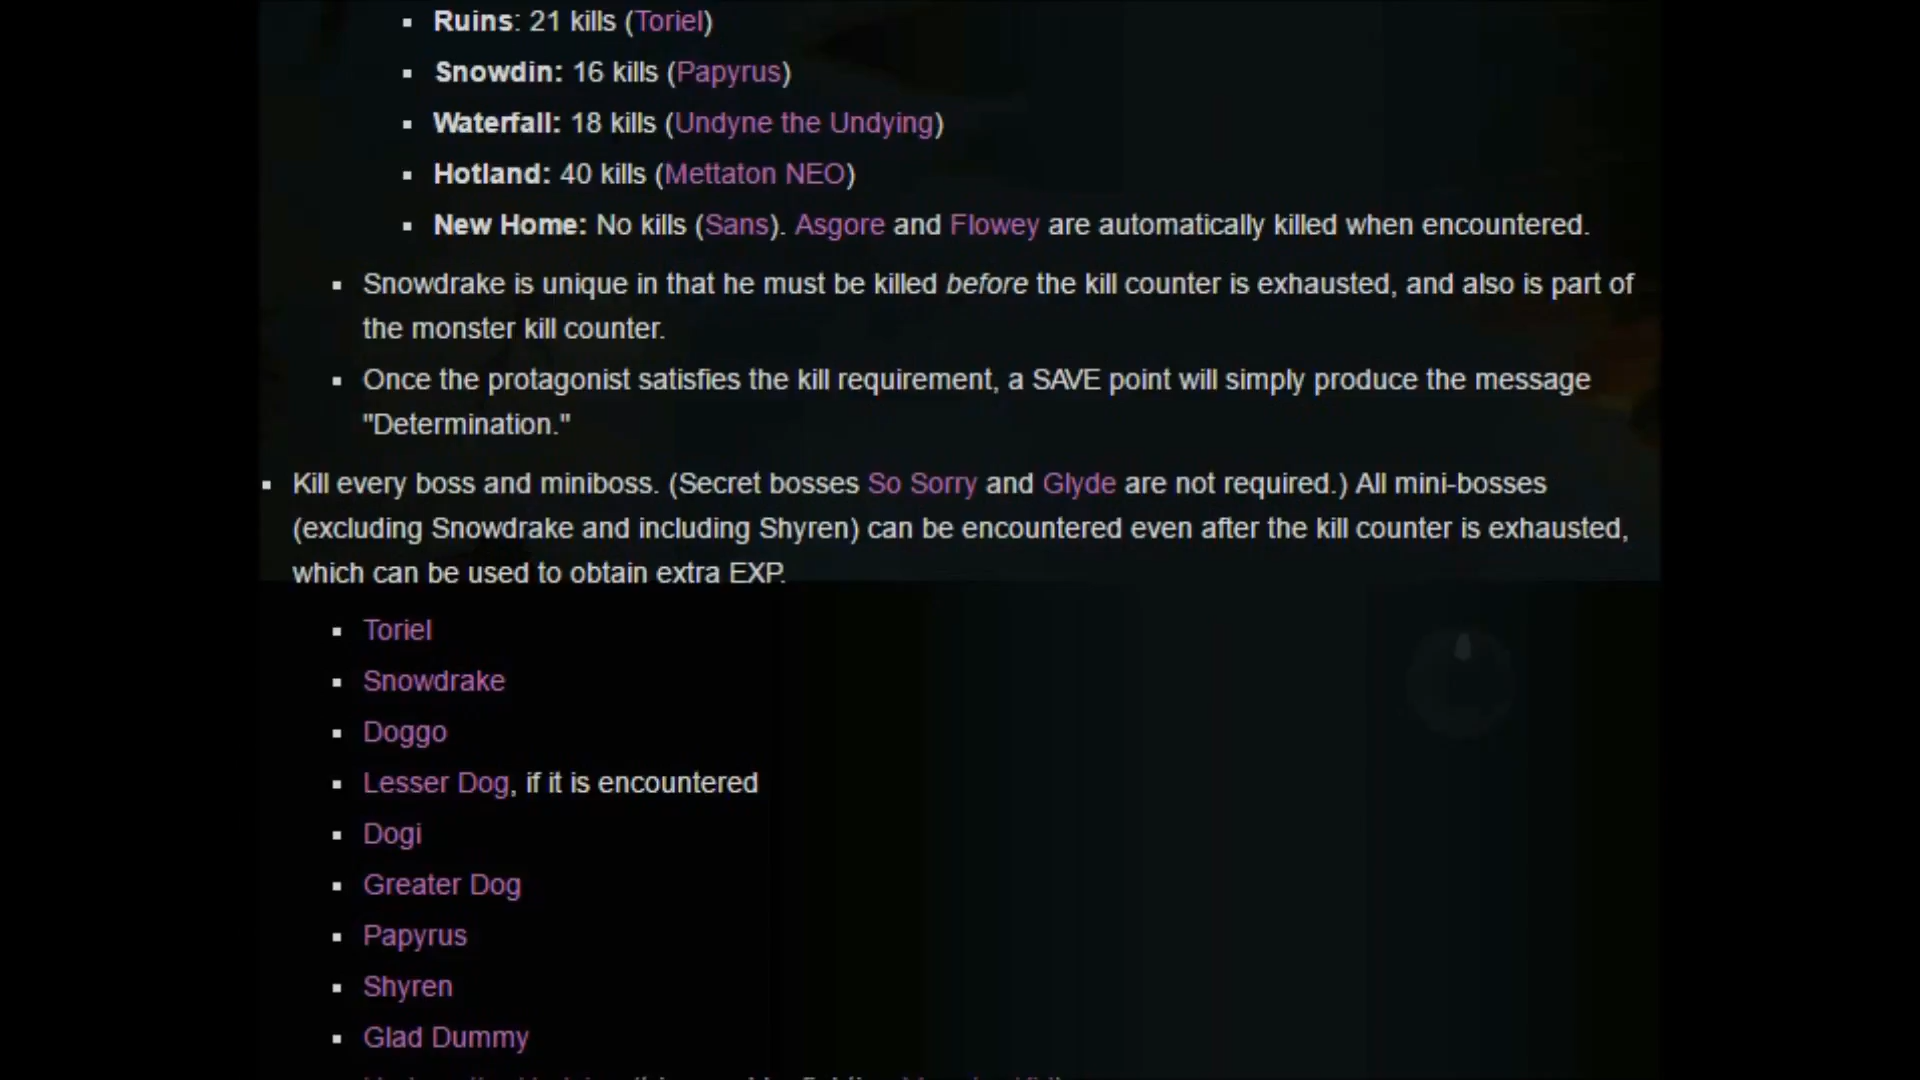 Ruins: 21 kills (Toriel)
Snowdin: 16 kills (Papyrus)
Waterfall: 18 kills (Undyne the Undying)
Hotland: 40 kills (Mettaton NEO)
New Home: No kills (Sans). Asgore and Flowey are automatically killed when encountered.
Snowdrake is unique in that he must be killed before the kill counter is exhausted, and also is part of
the monster kill counter.
Once the protagonist satisfies the kill requirement, a SAVE point will simply produce the message
"Determination."
Kill every boss and miniboss. (Secret bosses So Sorry and Glyde are not required.) All mini-bosses
(excluding Snowdrake and including Shyren) can be encountered even after the kill counter is exhausted,
which can be used to obtain extra EXP.
Toriel
Snowdrake
Doggo
Lesser Dog, if it is encountered
Dogi
Greater Dog
Papyrus
Shyren
Glad Dummy